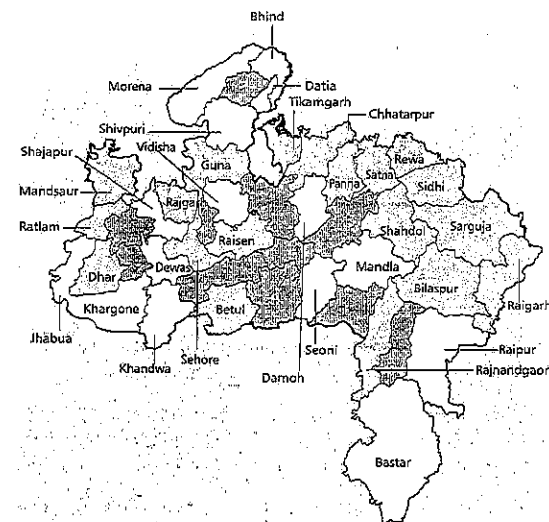 Bhind
Morena
Datia
Tikamgarh
Chhatarpur
Shivpuri
Vidisha
Shajapur
Guna
Rewa
Satna
Mandsaur
Panna
Sidhi
Rajga
Ratlam
Shahdol
Sarguja
Raisen
Dewas
Mandla
Dhar
Bilaspur
Khargone
Betul
Raigarh
Jhabua
Seoni
Khandwa
Sehore
Raipur
Damoh
Rajnandgaon
Bastar